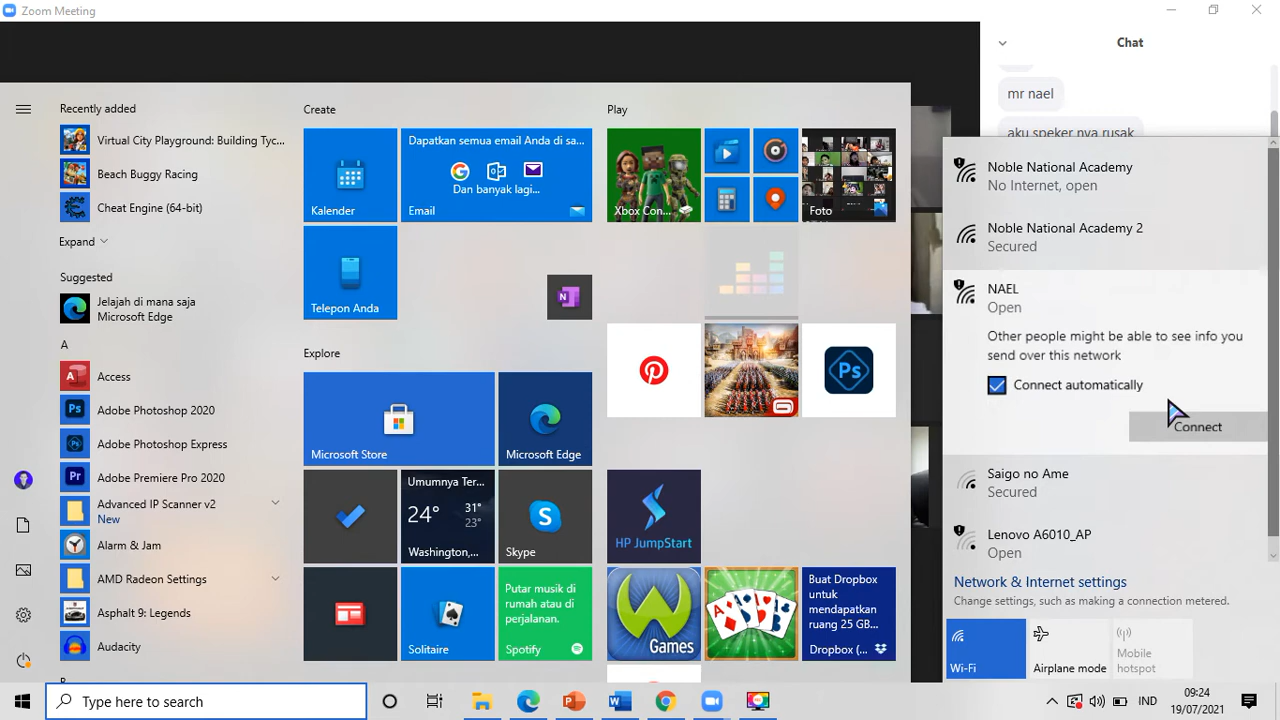 Zoom Meeting
Chat
mr nael
aku speker nya rusak
Recently added
Virtual City Playground: Building Tyc...
Beach Buggy Racing
Cheat Engine (64-bit)
Expand
Suggested
Jelajah di mana saja
Microsoft Edge
A
Access
Adobe Photoshop 2020
Adobe Photoshop Express
Adobe Premiere Pro 2020
Advanced IP Scanner v2
New
Alarm & Jam
AMD Radeon Settings
Asphalt 9: Legends
Audacity
Create
Kalender
Dapatkan semua email Anda di sa...
Dan banyak lagi...
Email
Telepon Anda
Explore
Microsoft Store
Microsoft Edge
Umumnya Ter...
24° 31°
23°
Washington,...
Skype
Solitaire
Putar musik di
rumah atau di
perjalanan.
Spotify
Play
Xbox Con...
Foto
Ps
HP JumpStart
Games
Buat Dropbox
untuk
mendapatkan
ruang 25 GB...
Dropbox (...
Noble National Academy
No Internet, open
Noble National Academy 2
Secured
NAEL
Open
Other people might be able to see info you
send over this network
Connect automatically
Connect
Saigo no Ame
Secured
Lenovo A6010_AP
Open
Network & Internet settings
Change settings, such as making a connection metered.
Wi-Fi
Airplane mode
Mobile
hotspot
Type here to search
IND
09:24
19/07/2021